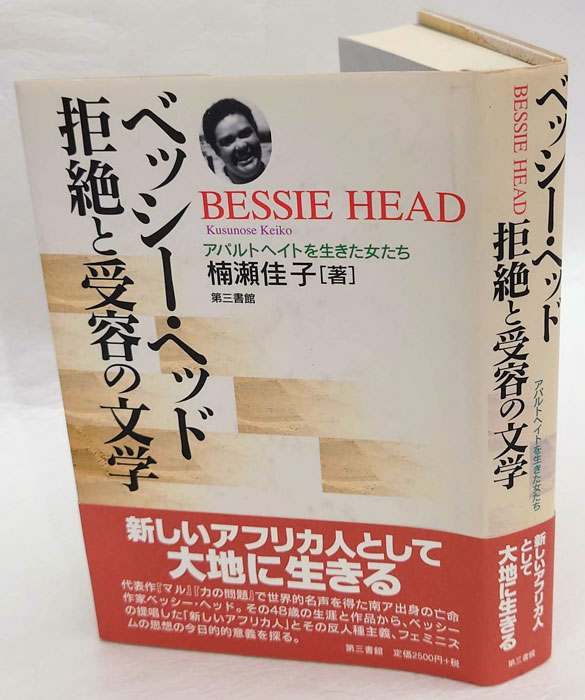 ベッシー・ヘッド
拒絶と受容の文学
BESSIE HEAD
Kusunose Keiko
アパルトヘイトを生きた女たち
楠瀬佳子[著]
第三書館
新しいアフリカ人として
大地に生きる
代表作『マル』『力の問題』で世界的名声を得た南ア出身の亡命
作家ベッシー・ヘッド。その48歳の生涯と作品から、ベッシー
の提唱した「新しいアフリカ人」とその反人種主義、フェミニズ
ムの思想の今日的的意義を探る。
第三書館 定価2500円+税
ベッシー・ヘッド
BESSIE HEAD
拒絶と受容の文学
アパルトヘイトを生きた女たち
新しいアフリカ人
として
大地に生きる
第三書館